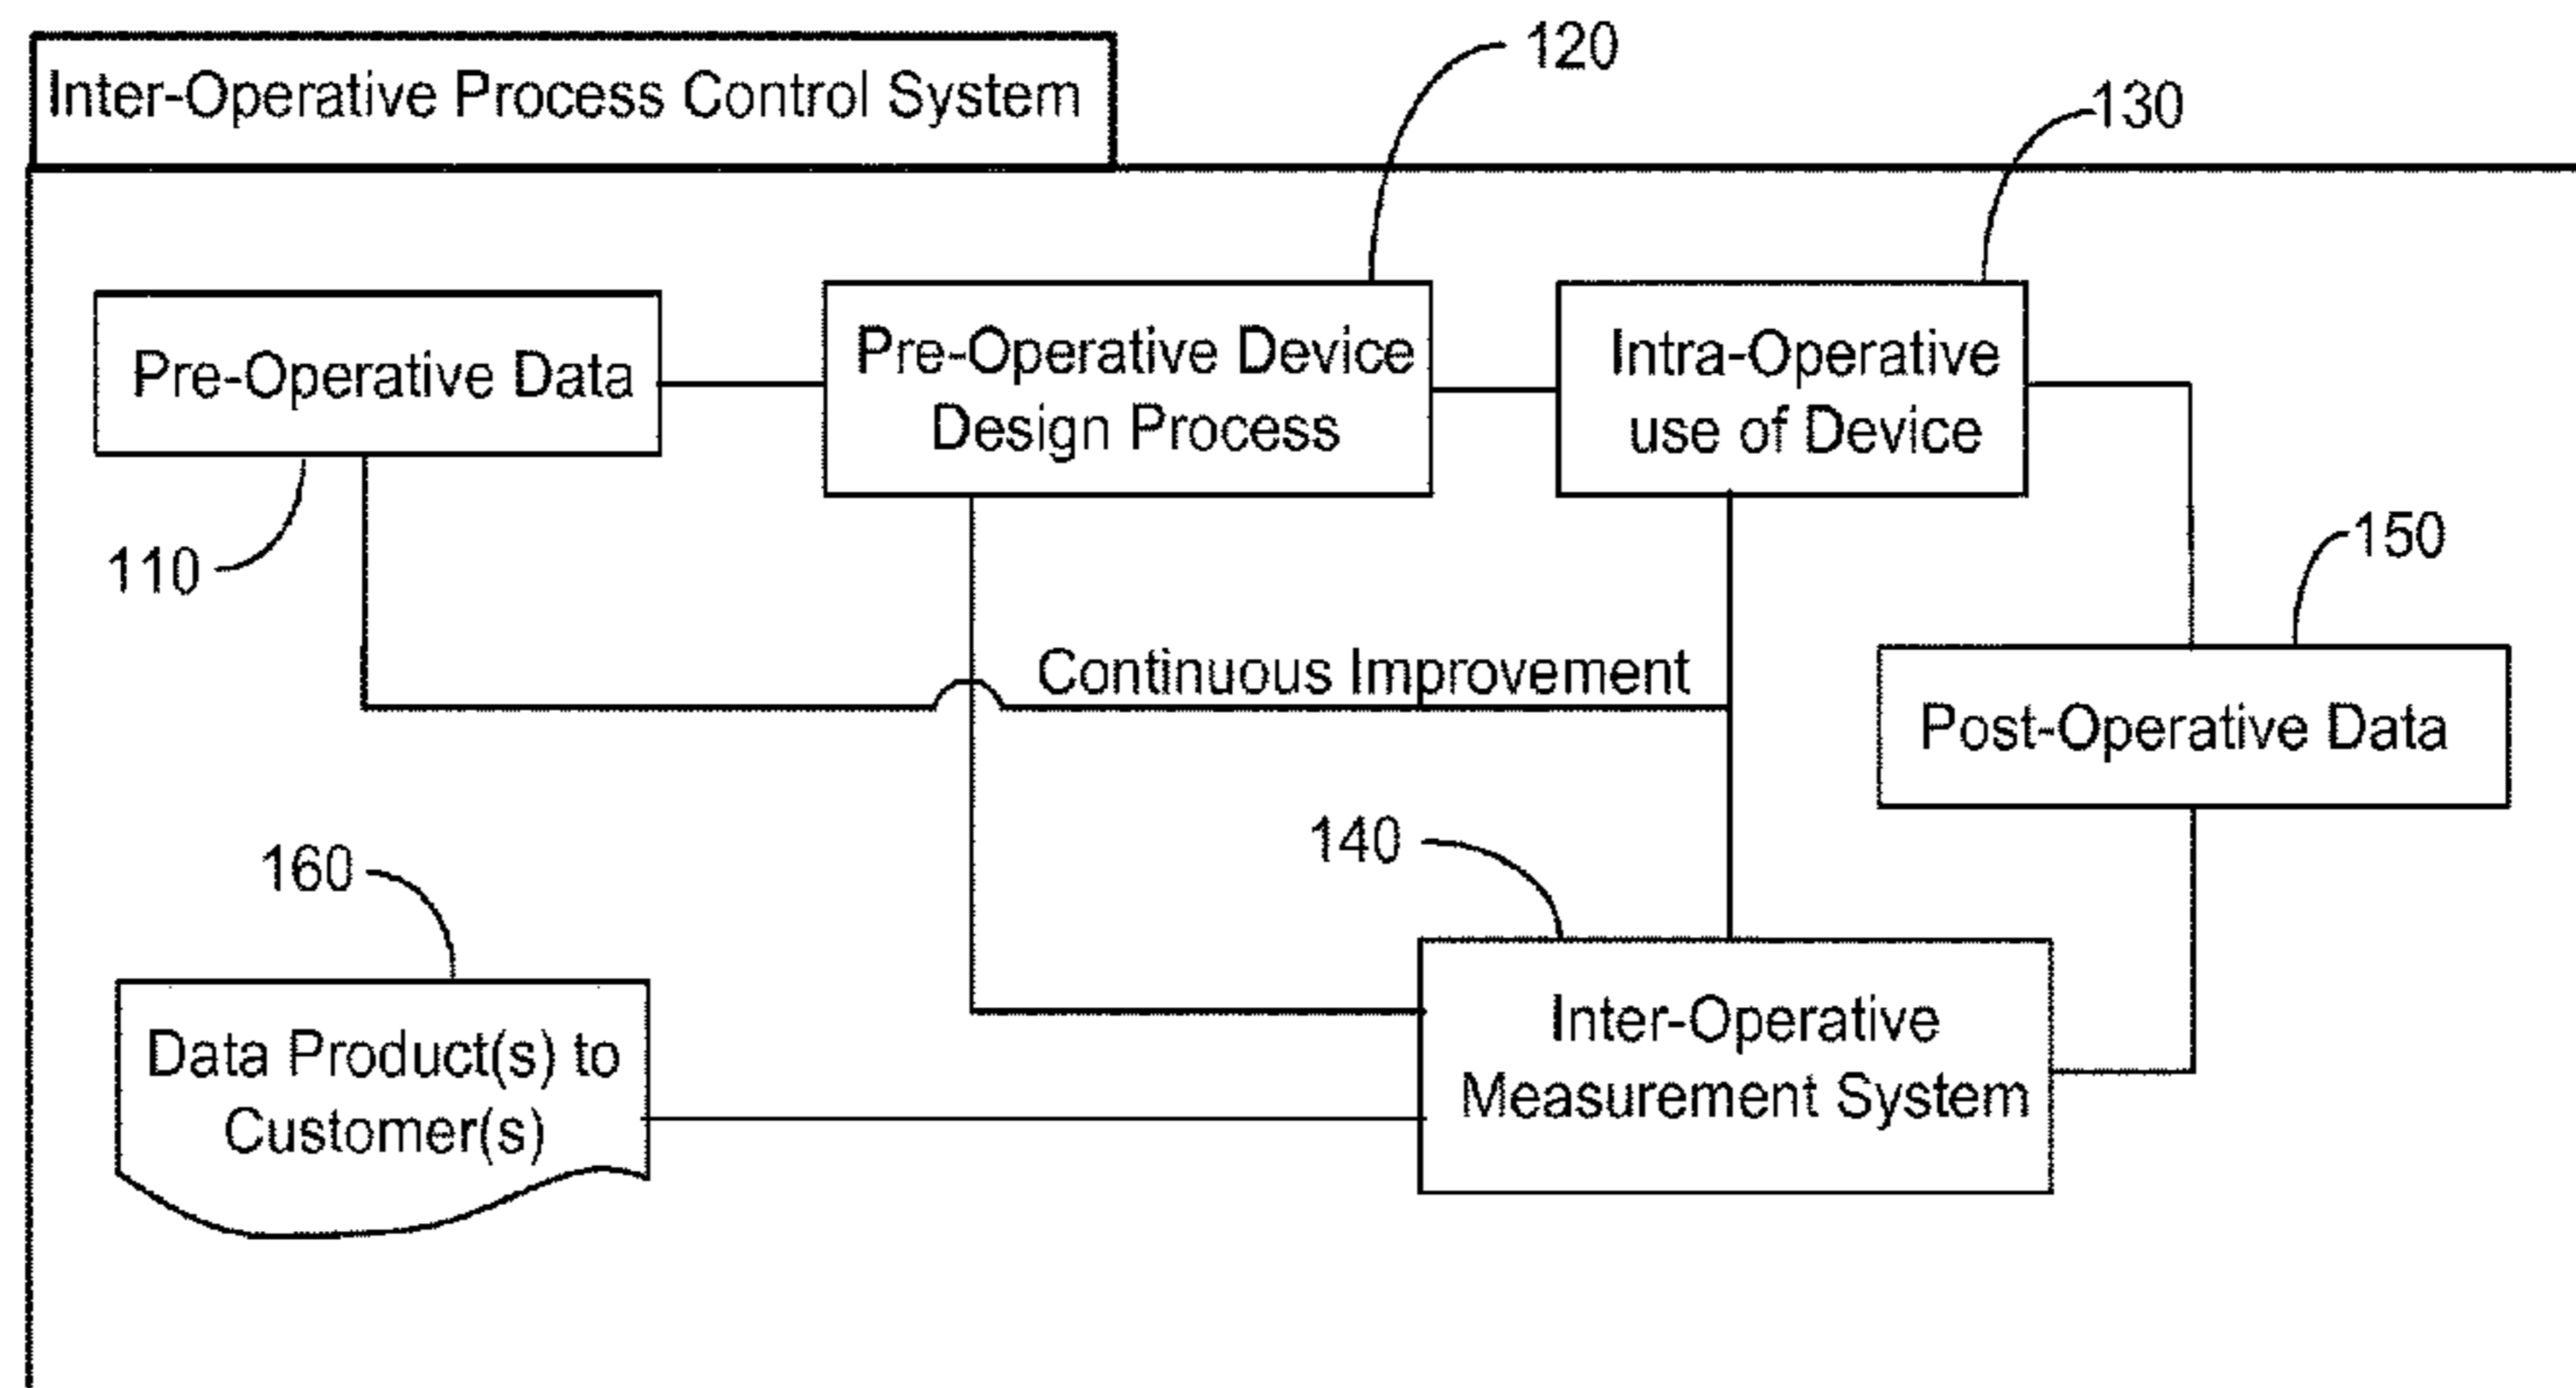 120
Inter-Operative Process Control System
130
Pre-Operative Data
Pre-Operative Device
Design Process
Intra-Operative
use of Device
110
150
Continuous Improvement
Post-Operative Data
140
160
Inter-Operative
Measurement System
Data Product(s) to
Customer(s)